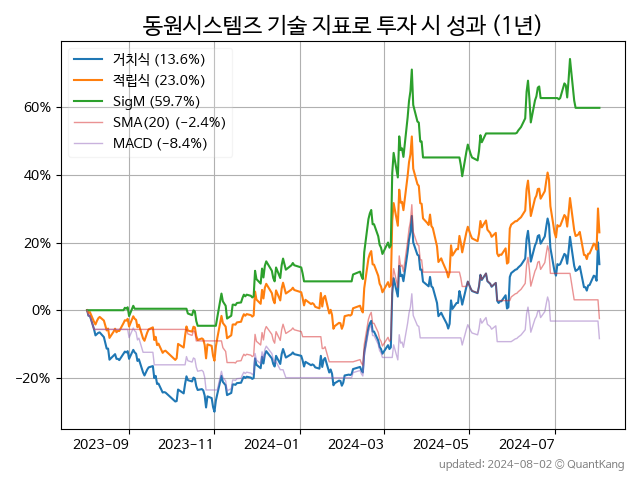 동원시스템즈 기술 지표로 투자 시 성과 (1년)
거치식 (13.6%)
적립식 (23.0%)
SigM (59.7%)
SMA(20) (−2.4%)
MACD (−8.4%)
60%
40%
20%
0%
−20%
2023-09 2023-11 2024-01 2024-03 2024-05 2024-07
updated: 2024-08-02 © QuantKang